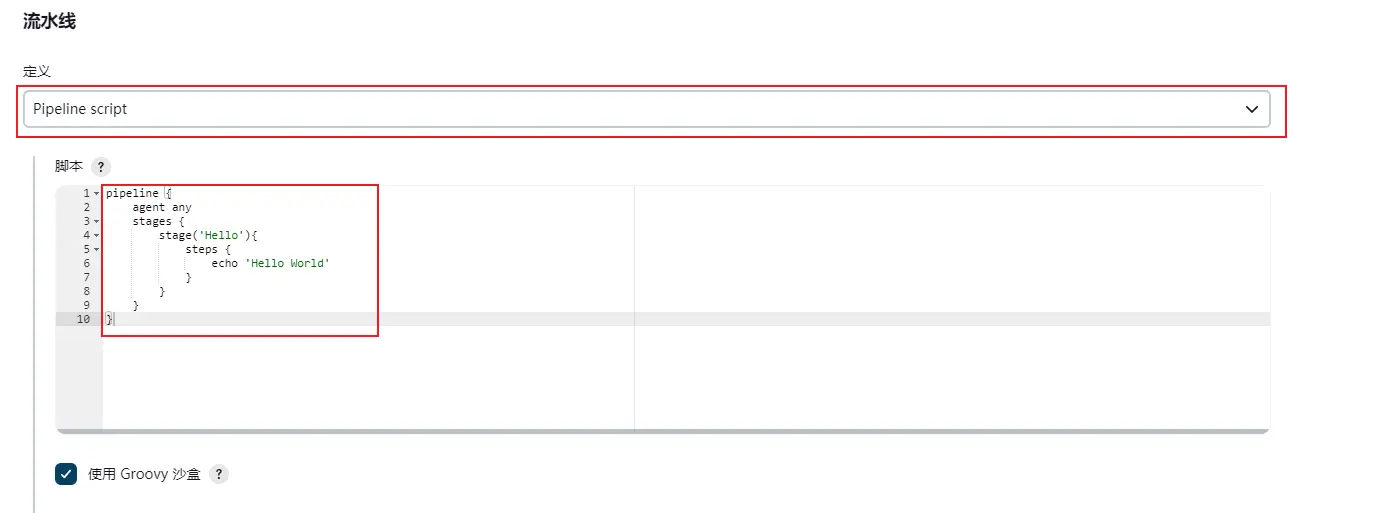 流水线
定义
Pipeline script
脚本 ?
1 pipeline {
2     agent any
3     stages {
4         stage('Hello'){
5             steps {
6                 echo 'Hello World'
7             }
8         }
9     }
10 }
使用 Groovy 沙盒 ?